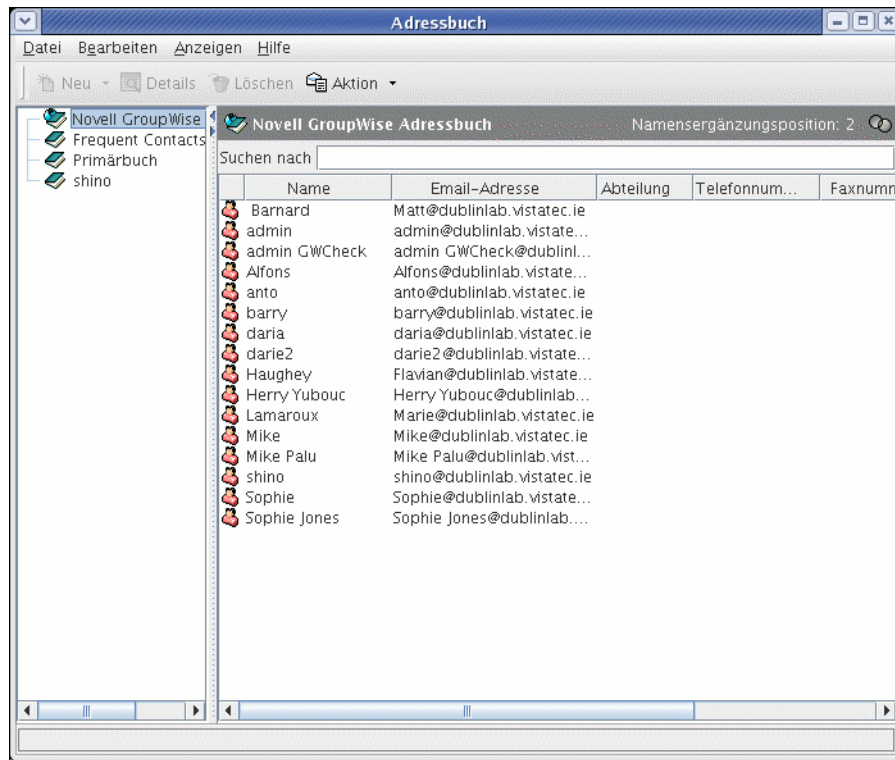 Adressbuch
Datei Bearbeiten Anzeigen Hilfe
Neu Details Löschen Aktion
Novell GroupWise
Frequent Contacts
Primärbuch
shino
Novell GroupWise Adressbuch Namensergänzungsposition: 2
Suchen nach
Name Email-Adresse Abteilung Telefonnum... Faxnumm
Barnard Matt@dublinlab.vistatec.ie
admin admin@dublinlab.vistate...
admin GWCheck admin GWCheck@dublinl...
Alfons Alfons@dublinlab.vistate...
anto anto@dublinlab.vistatec.ie
barry barry@dublinlab.vistatec.ie
daria daria@dublinlab.vistatec.ie
darie2 darie2@dublinlab.vistate...
Haughey Flavian@dublinlab.vistate...
Herry Yubouc Herry Yubouc@dublinlab...
Lamaroux Marie@dublinlab.vistatec.ie
Mike Mike@dublinlab.vistatec.ie
Mike Palu Mike Palu@dublinlab.vist...
shino shino@dublinlab.vistatec.ie
Sophie Sophie@dublinlab.vistate...
Sophie Jones Sophie Jones@dublinlab....